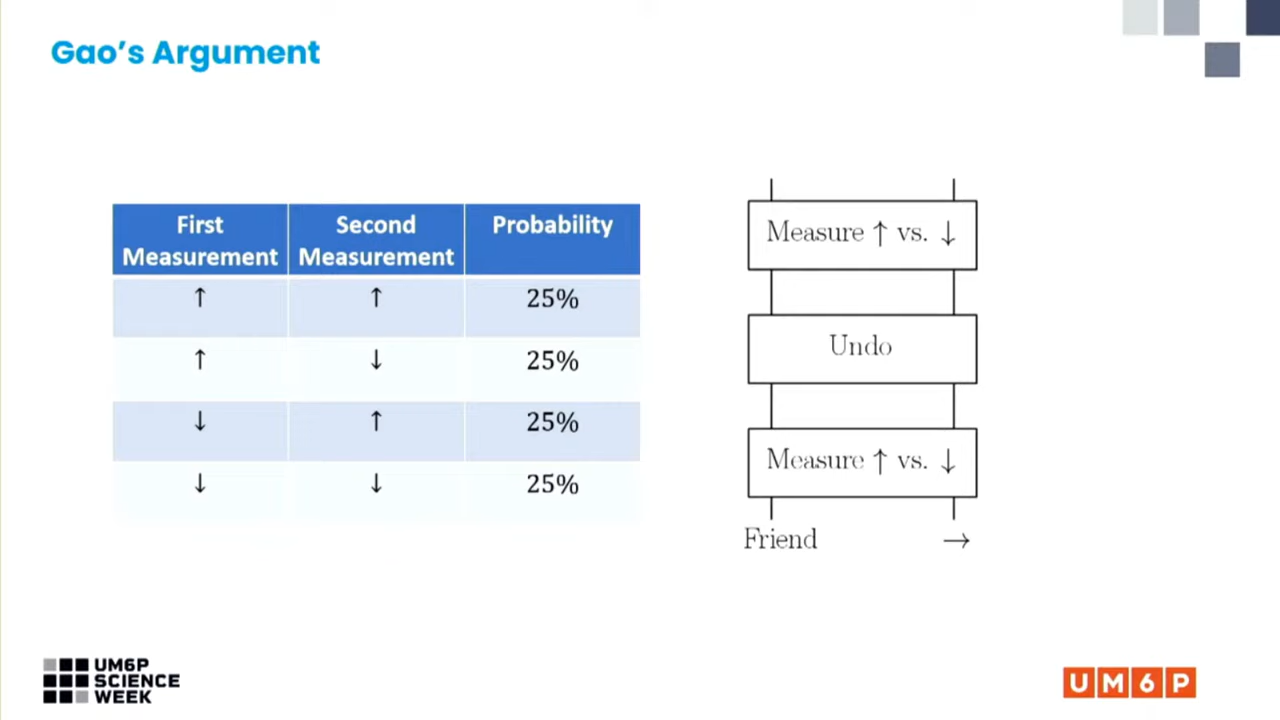 Gao's Argument
First Measurement Second Measurement Probability
↑ ↑ 25%
↑ ↓ 25%
↓ ↑ 25%
↓ ↓ 25%
Measure ↑ vs. ↓
Undo
Measure ↑ vs. ↓
Friend →
UM6P
SCIENCE
WEEK
UM6P